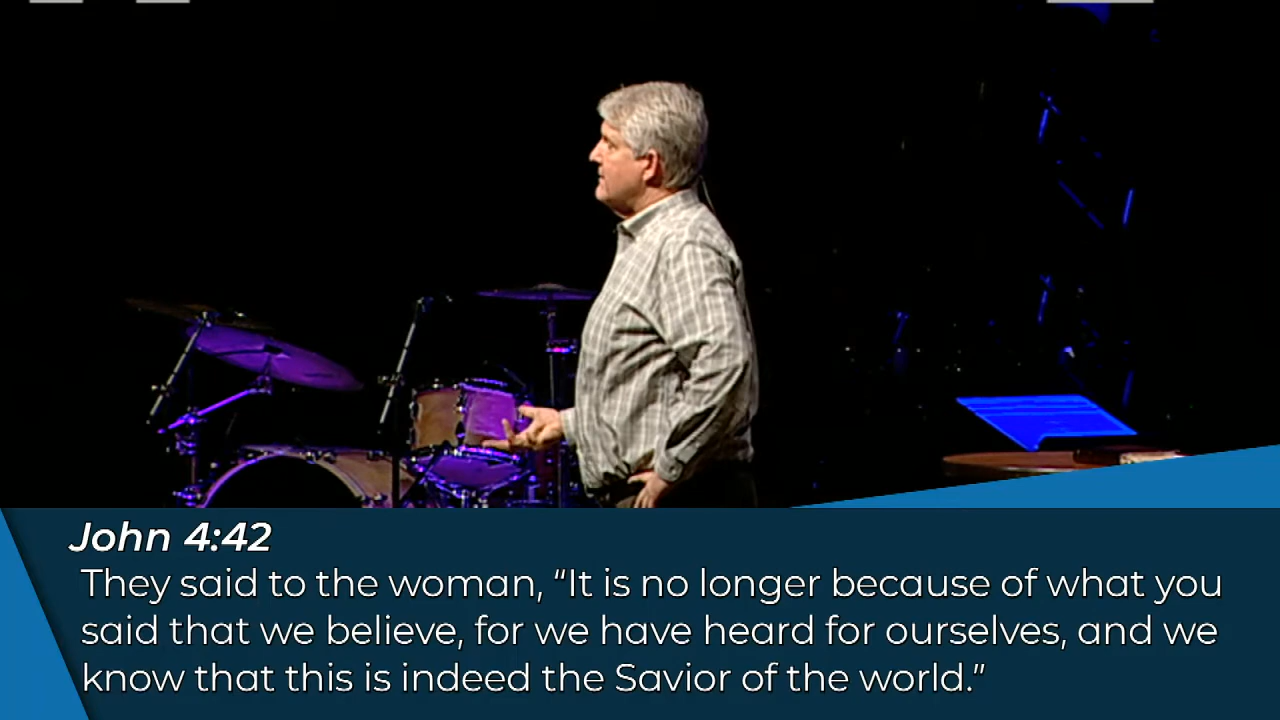 John 4:42
They said to the woman, “It is no longer because of what you
said that we believe, for we have heard for ourselves, and we
know that this is indeed the Savior of the world.”